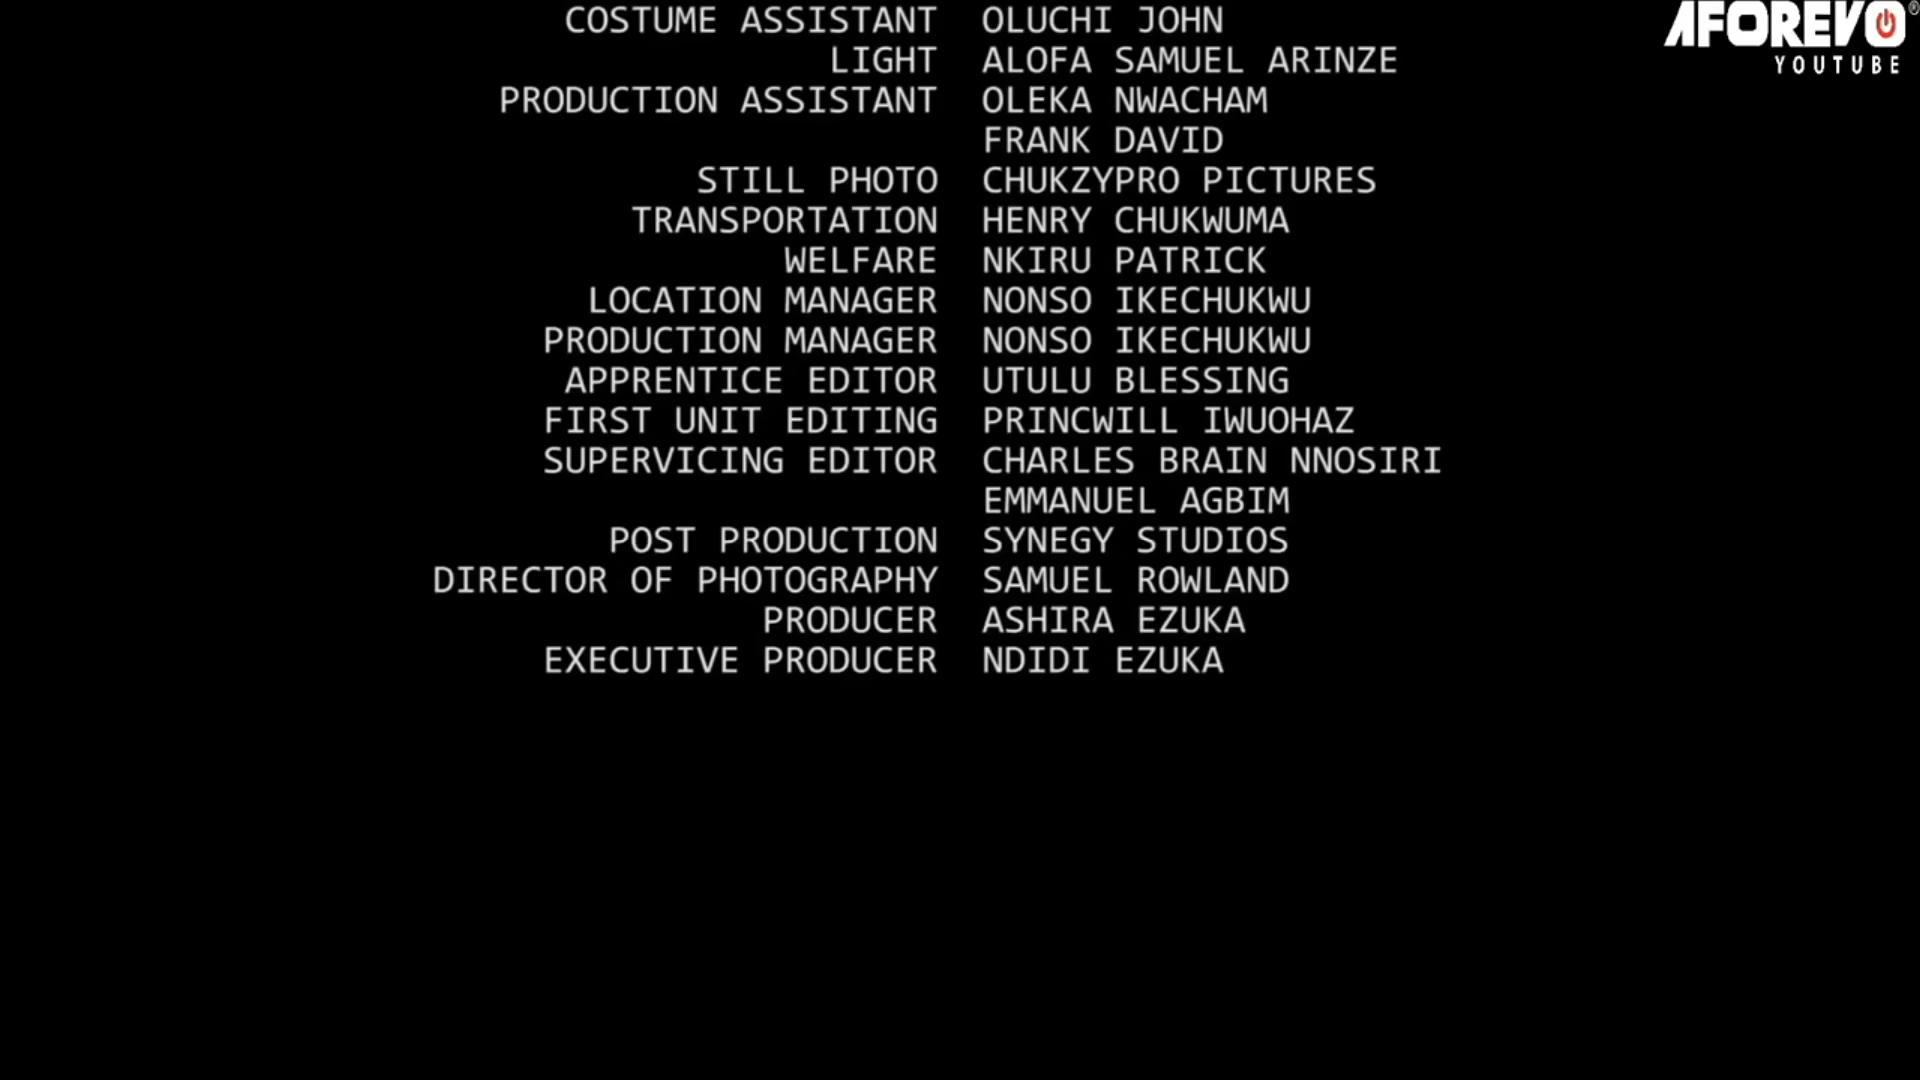 COSTUME ASSISTANT OLUCHI JOHN
LIGHT ALOFA SAMUEL ARINZE
PRODUCTION ASSISTANT OLEKA NWACHAM
FRANK DAVID
STILL PHOTO CHUKZYPRO PICTURES
TRANSPORTATION HENRY CHUKWUMA
WELFARE NKIRU PATRICK
LOCATION MANAGER NONSO IKECHUKWU
PRODUCTION MANAGER NONSO IKECHUKWU
APPRENTICE EDITOR UTULU BLESSING
FIRST UNIT EDITING PRINCWILL IWUOHAZ
SUPERVICING EDITOR CHARLES BRAIN NNOSIRI
EMMANUEL AGBIM
POST PRODUCTION SYNEGY STUDIOS
DIRECTOR OF PHOTOGRAPHY SAMUEL ROWLAND
PRODUCER ASHIRA EZUKA
EXECUTIVE PRODUCER NDIDI EZUKA
AFOREVO®
YOUTUBE